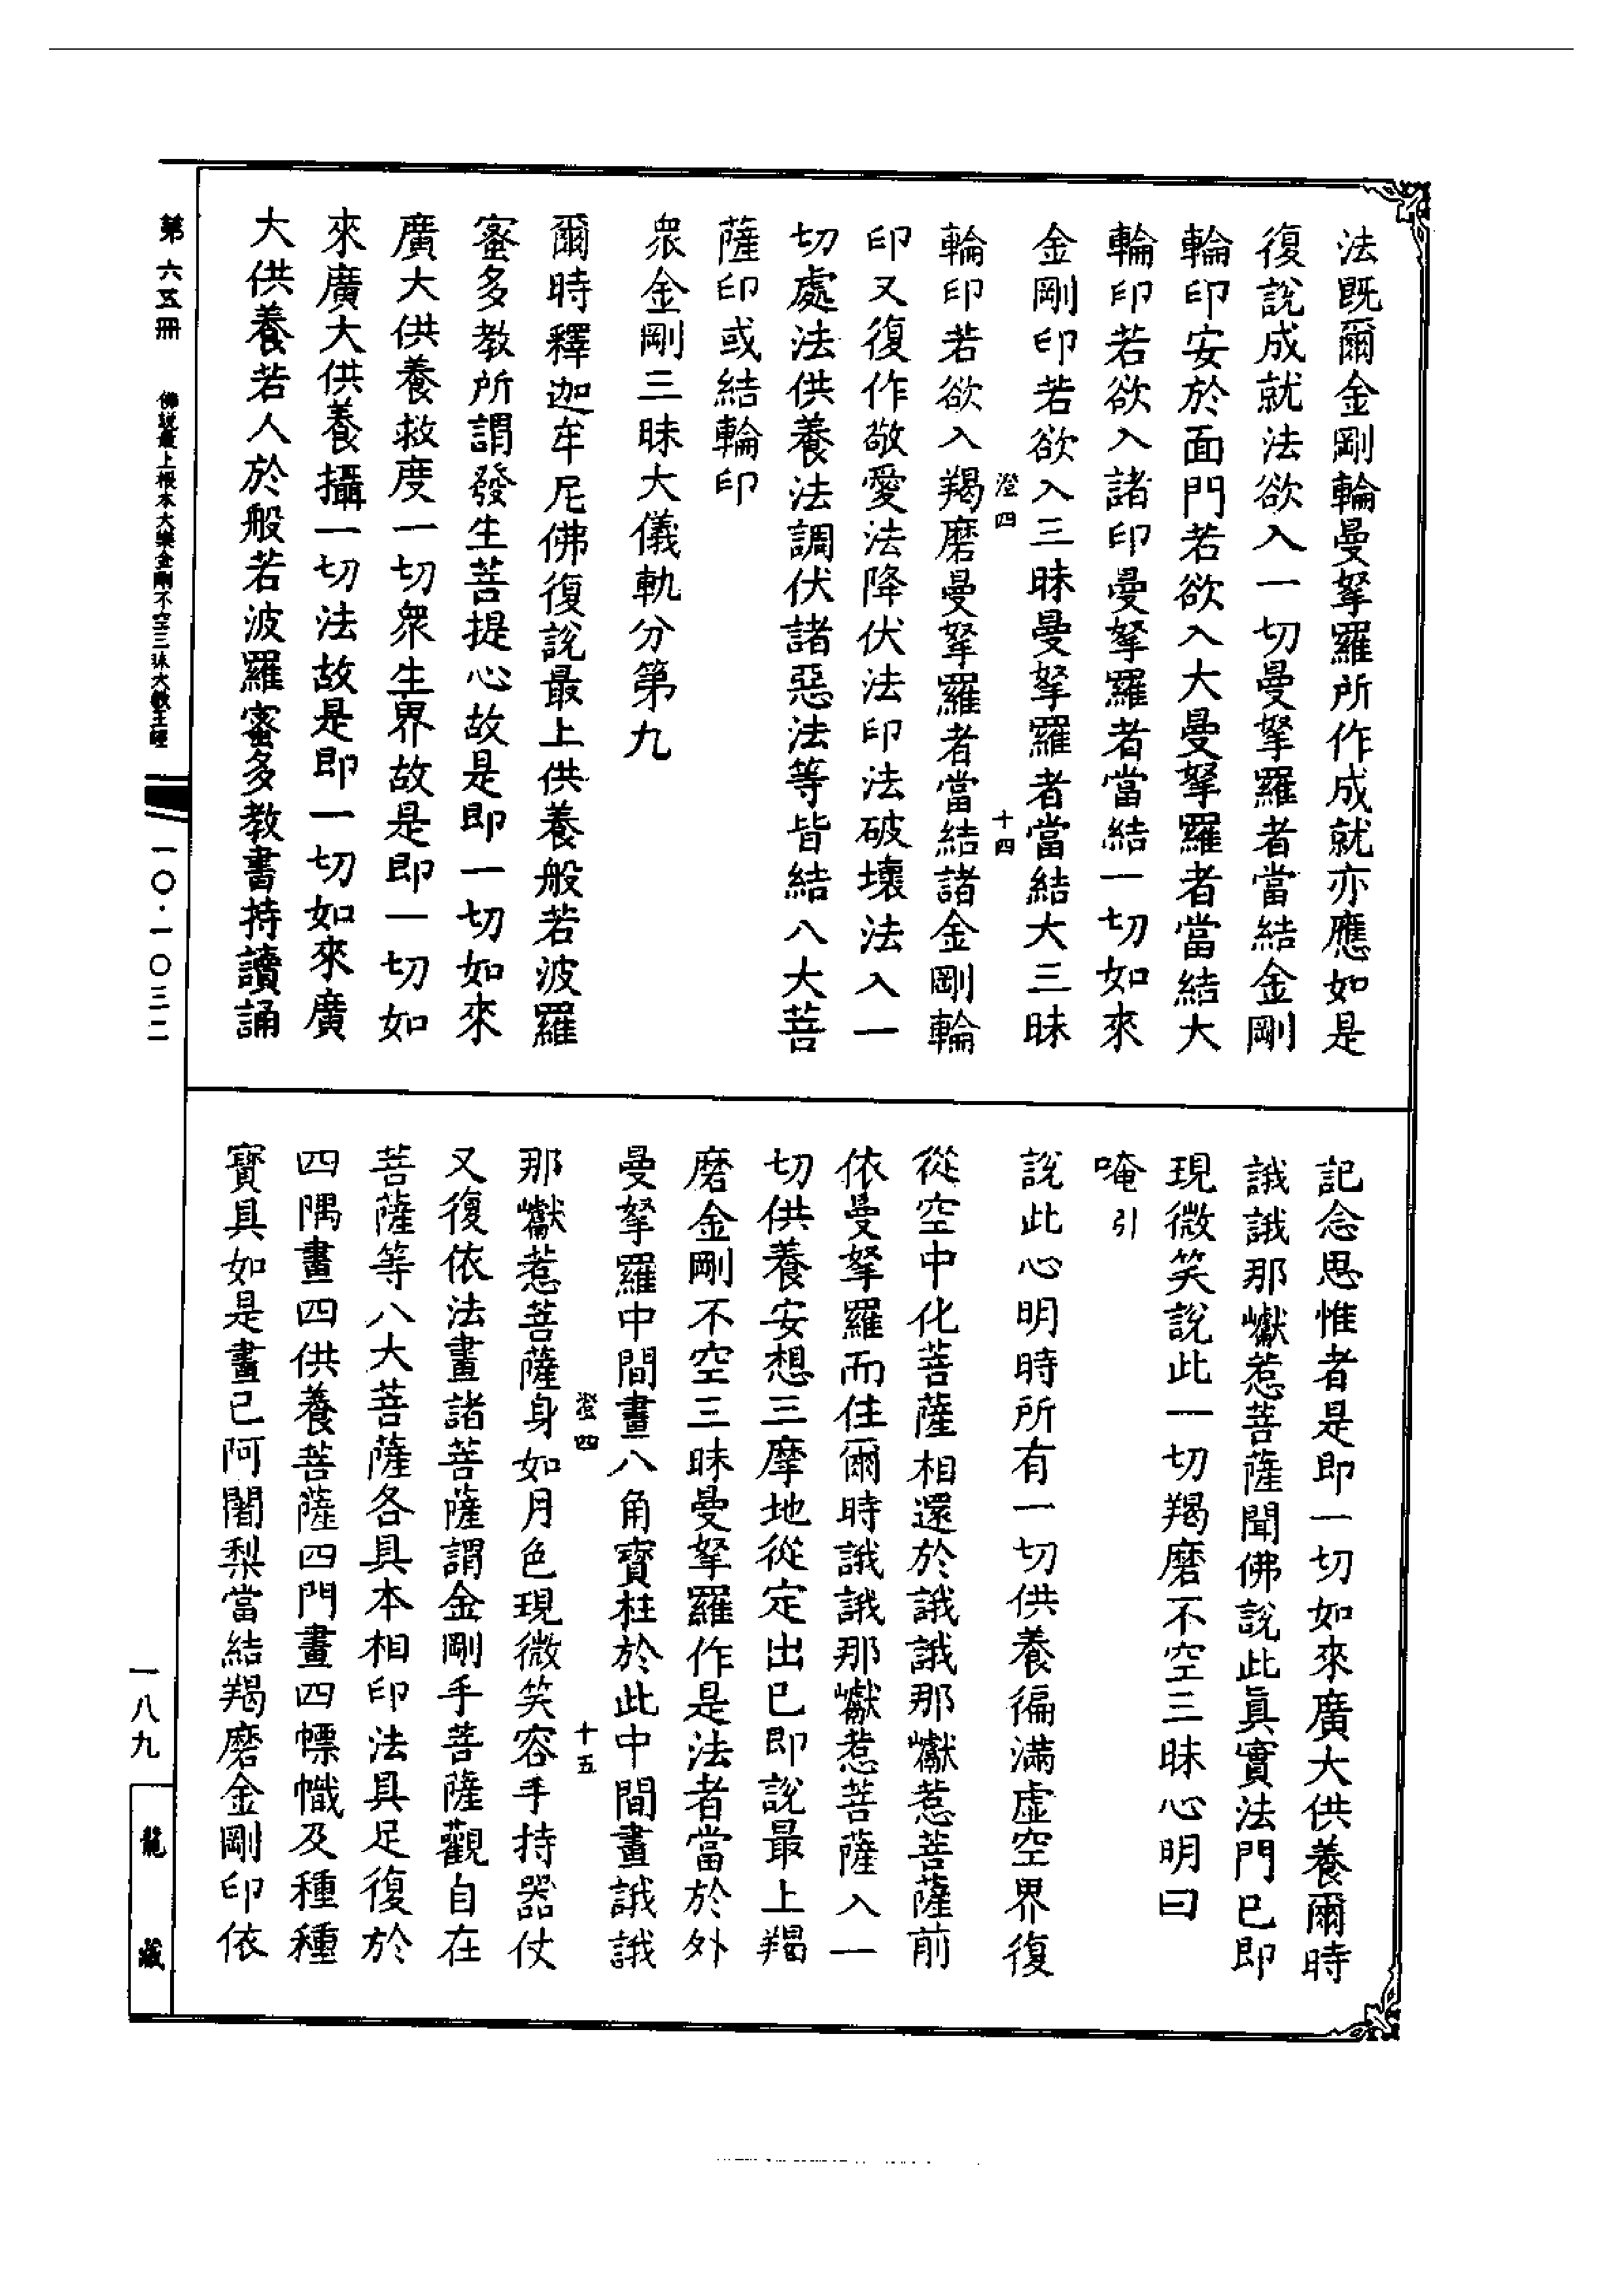 法既爾金剛輪曼拏羅所作成就亦應如是
復說成就法欲入一切曼拏羅者當結金剛
輪印安於面門若欲入大曼拏羅者當結大
輪印若欲入諸印曼拏羅者當結一切如來
金剛印若欲入三昧曼拏羅者當結大三昧
澄四 十四
輪印若欲入羯磨曼拏羅者當結諸金剛輪
印又復作敬愛法降伏法印法破壞法入一
切處法供養法調伏諸惡法等皆結八大菩
薩印或結輪印
眾金剛三昧大儀軌分第九
爾時釋迦牟尼佛復說最上供養般若波羅
蜜多教所謂發生菩提心故是即一切如來
廣大供養救度一切眾生界故是即一切如
來廣大供養攝一切法故是即一切如來廣
大供養若人於般若波羅蜜多教書持讀誦
記念思惟者是即一切如來廣大供養爾時
誐誐那巘惹菩薩聞佛說此真實法門已即
現微笑說此一切羯磨不空三昧心明曰
唵引
說此心明時所有一切供養徧滿虛空界復
從空中化菩薩相還於誐誐那巘惹菩薩前
依曼拏羅而住爾時誐誐那巘惹菩薩入一
切供養安想三摩地從定出已即說最上羯
磨金剛不空三昧曼拏羅作是法者當於外
曼拏羅中間畫八角寶柱於此中間畫誐誐
澄四 十五
那巘惹菩薩身如月色現微笑容手持器仗
又復依法畫諸菩薩謂金剛手菩薩觀自在
菩薩等八大菩薩各具本相印法具足復於
四隅畫四供養菩薩四門畫四幖幟及種種
寶具如是畫已阿闍梨當結羯磨金剛印依
第六五冊 佛說最上根本大樂金剛不空三昧大教王經 一〇·一〇三二
一八九 龍藏